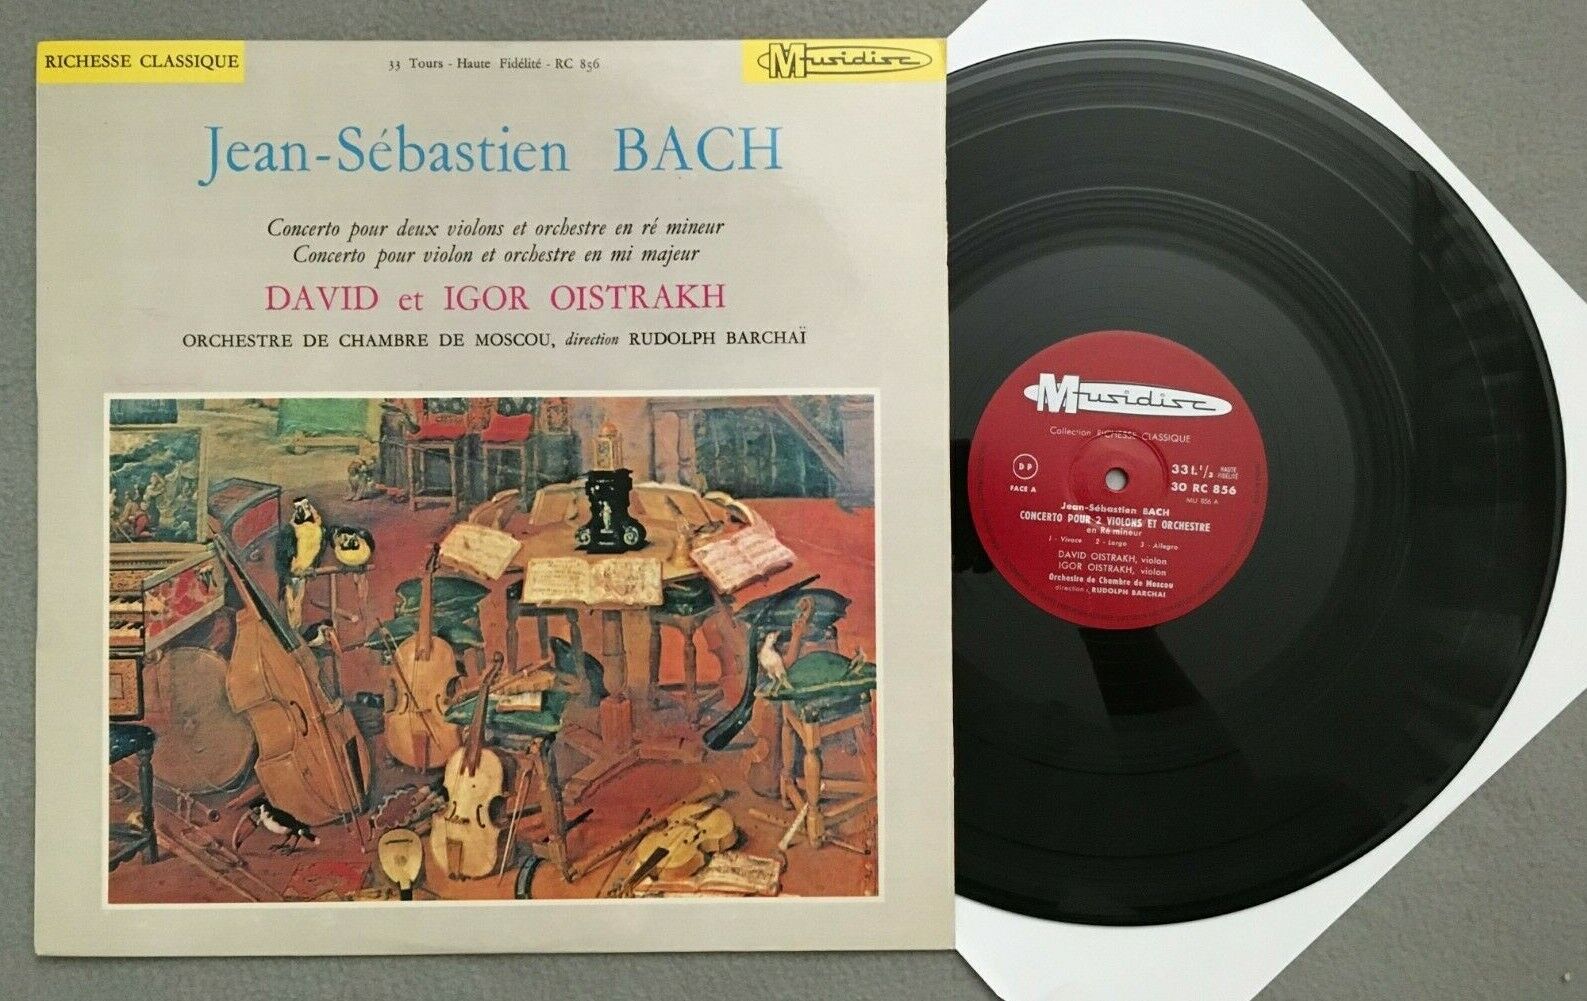 RICHESSE CLASSIQUE
33 Tours - Haute Fidélité - RC 856
Musidisc
Jean-Sébastien BACH
Concerto pour deux violons et orchestre en ré mineur
Concerto pour violon et orchestre en mi majeur
DAVID et IGOR OISTRAKH
ORCHESTRE DE CHAMBRE DE MOSCOU, direction RUDOLPH BARCHAÏ
Musidisc
Collection RICHESSE CLASSIQUE
DP
FACE A
33 L 1/3 HAUTE FIDÉLITÉ
30 RC 856
MU 856 A
Jean-Sébastien BACH
CONCERTO POUR 2 VIOLONS ET ORCHESTRE
en Ré mineur
1 - Vivace 2 - Largo 3 - Allegro
DAVID OISTRAKH, violon
IGOR OISTRAKH, violon
Orchestre de Chambre de Moscou
direction : RUDOLPH BARCHAI